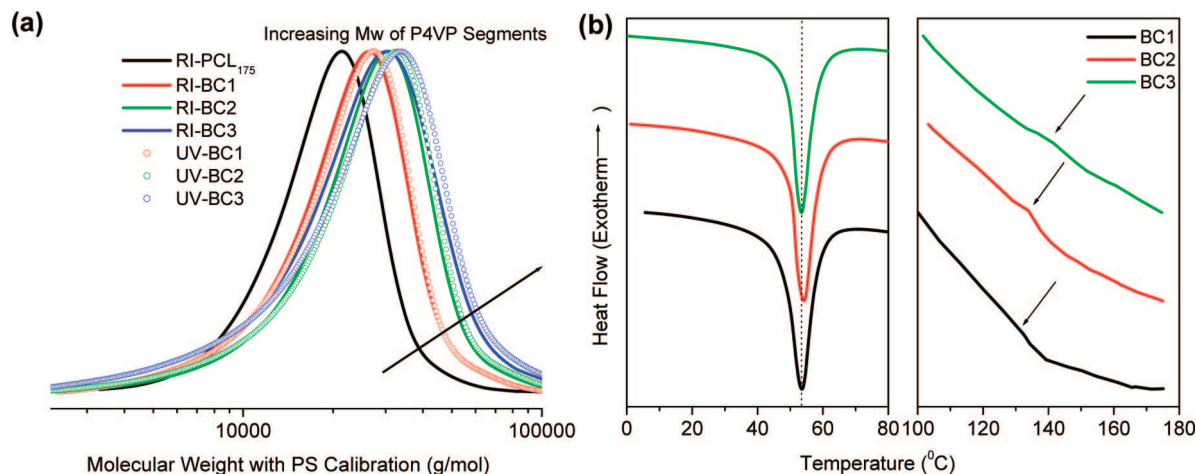 (a)
Increasing Mw of P4VP Segments
RI-PCL175
RI-BC1
RI-BC2
RI-BC3
UV-BC1
UV-BC2
UV-BC3
10000
100000
Molecular Weight with PS Calibration (g/mol)
(b)
BC1
BC2
BC3
Heat Flow (Exotherm → )
0 20 40 60 80
100 120 140 160 180
Temperature (⁰C)